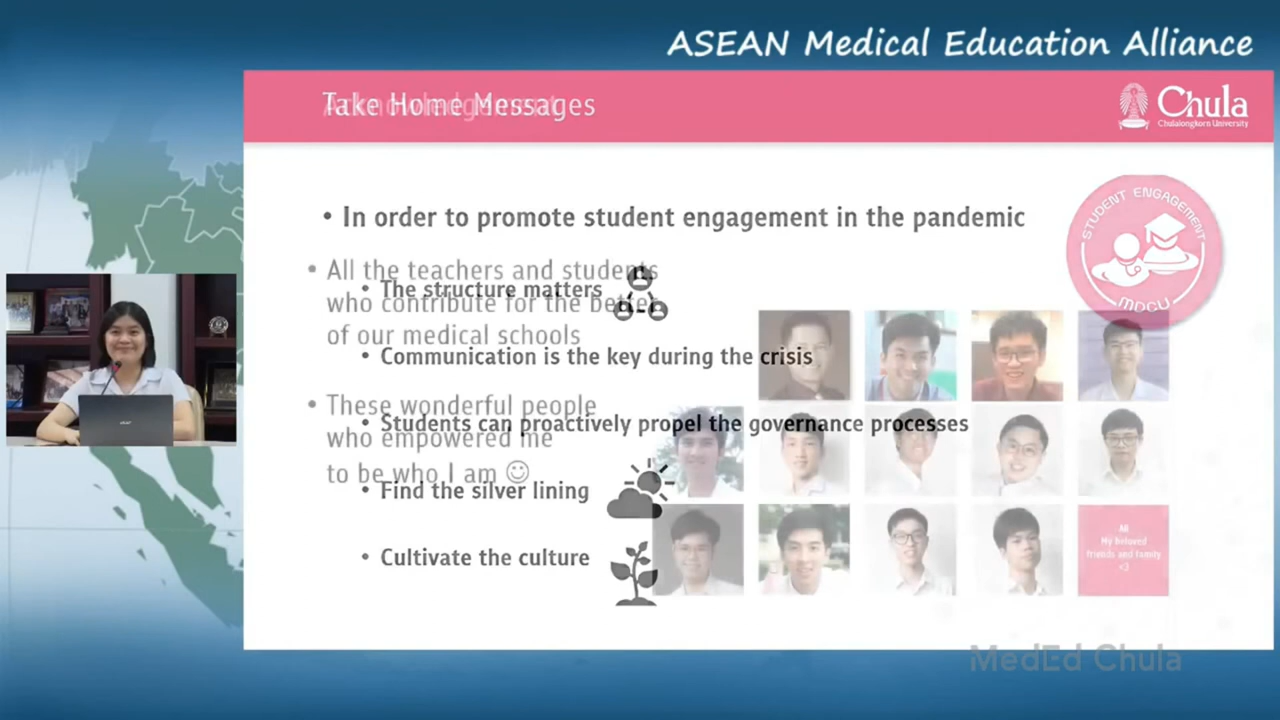 ASEAN Medical Education Alliance
Take Home Messages
Acknowledgement
Chula
Chulalongkorn University
• In order to promote student engagement in the pandemic
• The structure matters
• Communication is the key during the crisis
• Students can proactively propel the governance processes
• Find the silver lining
• Cultivate the culture
• All the teachers and students
who contribute for the better
of our medical schools
• These wonderful people
who empowered me
to be who I am ☺
STUDENT ENGAGEMENT
MDCU
All
My beloved
friends and family
<3
acer
MedEd Chula